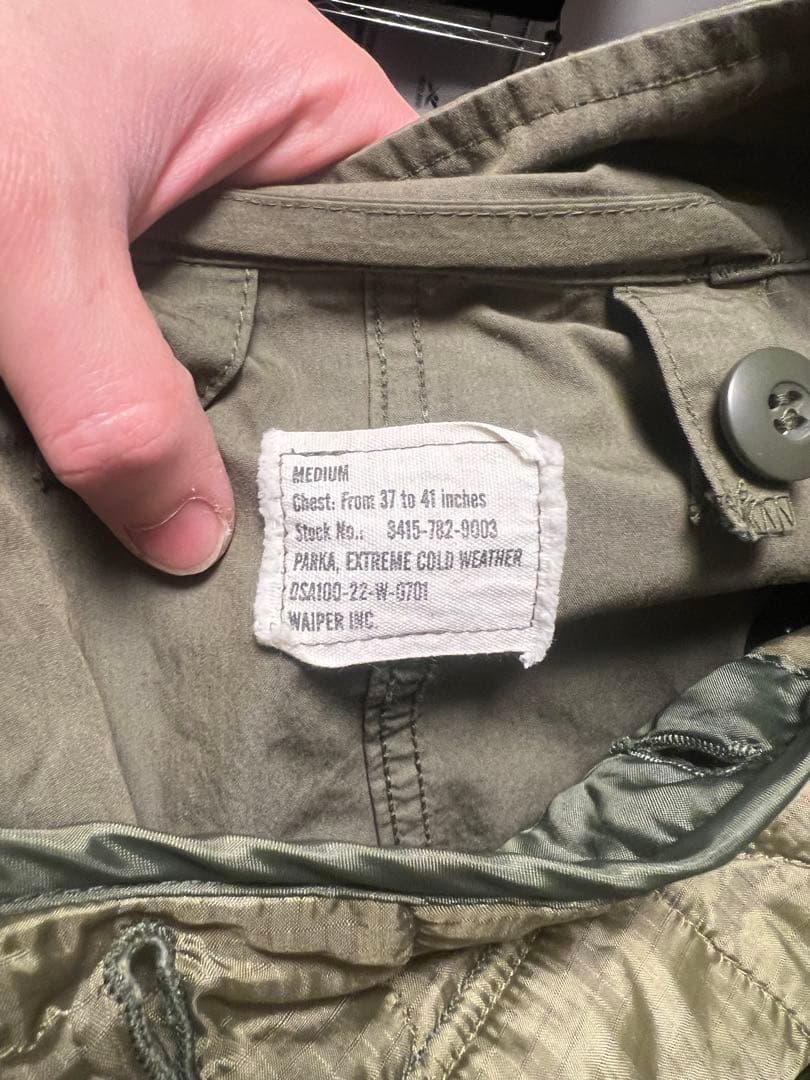 MEDIUM
Chest: From 37 to 41 inches
Stock No.: 8415-782-9003
PARKA, EXTREME COLD WEATHER
DSA100-22-W-0701
WAIPER INC.